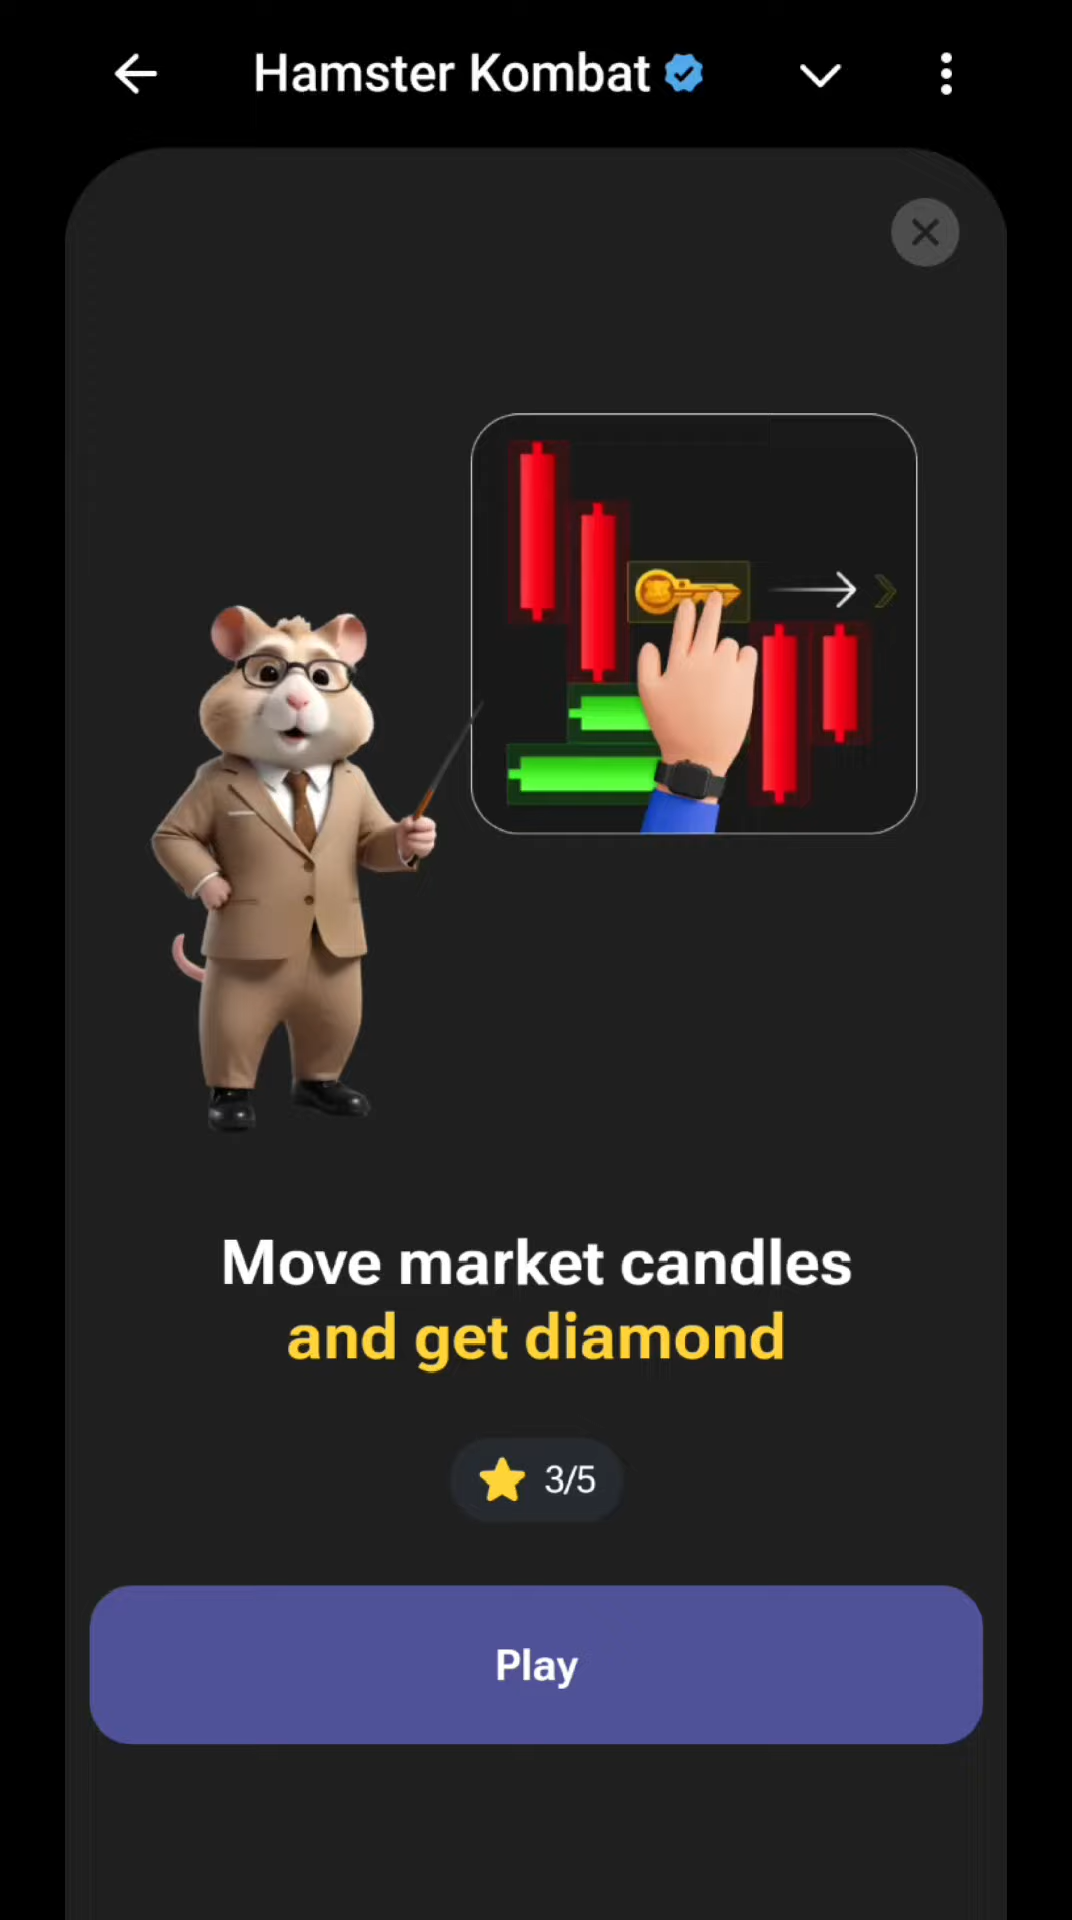 Hamster Kombat
Move market candles
and get diamond
3/5
Play